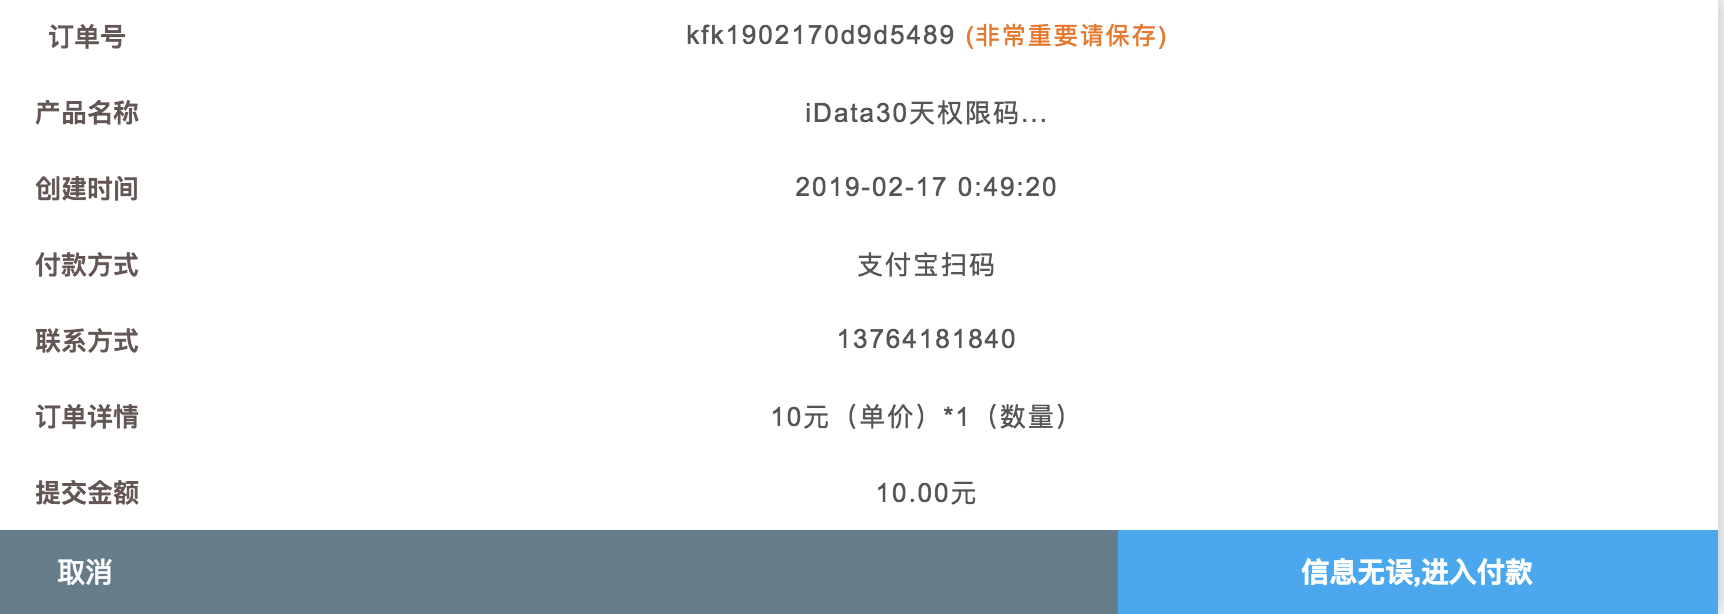 订单号 kfk1902170d9d5489 (非常重要请保存)
产品名称 iData30天权限码...
创建时间 2019-02-17 0:49:20
付款方式 支付宝扫码
联系方式 13764181840
订单详情 10元（单价）*1（数量）
提交金额 10.00元
取消 信息无误,进入付款